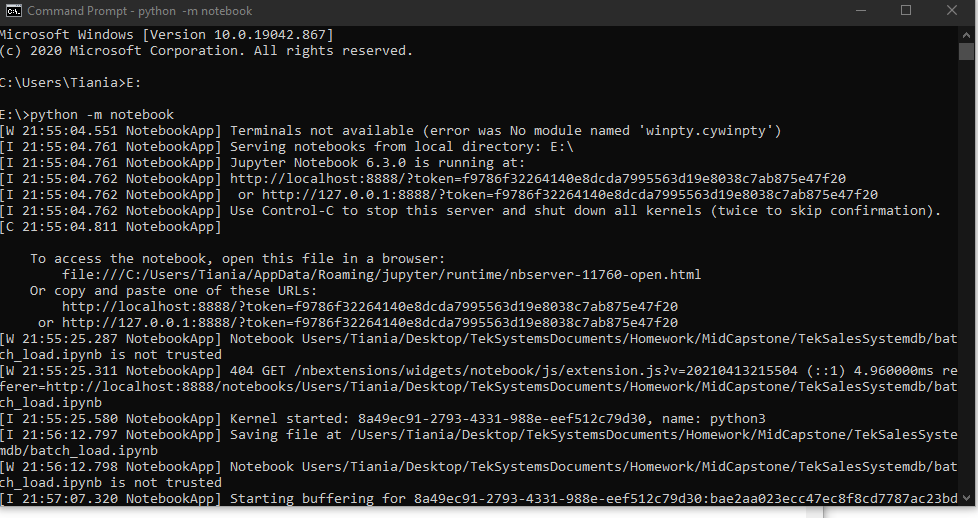 Command Prompt - python  -m notebook
Microsoft Windows [Version 10.0.19042.867]
(c) 2020 Microsoft Corporation. All rights reserved.
C:\Users\Tiania>E:
E:\>python -m notebook
[W 21:55:04.551 NotebookApp] Terminals not available (error was No module named 'winpty.cywinpty')
[I 21:55:04.761 NotebookApp] Serving notebooks from local directory: E:\
[I 21:55:04.761 NotebookApp] Jupyter Notebook 6.3.0 is running at:
[I 21:55:04.762 NotebookApp] http://localhost:8888/?token=f9786f32264140e8dcda7995563d19e8038c7ab875e47f20
[I 21:55:04.762 NotebookApp]  or http://127.0.0.1:8888/?token=f9786f32264140e8dcda7995563d19e8038c7ab875e47f20
[I 21:55:04.762 NotebookApp] Use Control-C to stop this server and shut down all kernels (twice to skip confirmation).
[C 21:55:04.811 NotebookApp]
    To access the notebook, open this file in a browser:
        file:///C:/Users/Tiania/AppData/Roaming/jupyter/runtime/nbserver-11760-open.html
    Or copy and paste one of these URLs:
        http://localhost:8888/?token=f9786f32264140e8dcda7995563d19e8038c7ab875e47f20
     or http://127.0.0.1:8888/?token=f9786f32264140e8dcda7995563d19e8038c7ab875e47f20
[W 21:55:25.287 NotebookApp] Notebook Users/Tiania/Desktop/TekSystemsDocuments/Homework/MidCapstone/TekSalesSystemdb/bat
ch_load.ipynb is not trusted
[W 21:55:25.311 NotebookApp] 404 GET /nbextensions/widgets/notebook/js/extension.js?v=20210413215504 (::1) 4.960000ms re
ferer=http://localhost:8888/notebooks/Users/Tiania/Desktop/TekSystemsDocuments/Homework/MidCapstone/TekSalesSystemdb/bat
ch_load.ipynb
[I 21:55:25.580 NotebookApp] Kernel started: 8a49ec91-2793-4331-988e-eef512c79d30, name: python3
[I 21:56:12.797 NotebookApp] Saving file at /Users/Tiania/Desktop/TekSystemsDocuments/Homework/MidCapstone/TekSalesSyste
mdb/batch_load.ipynb
[W 21:56:12.798 NotebookApp] Notebook Users/Tiania/Desktop/TekSystemsDocuments/Homework/MidCapstone/TekSalesSystemdb/bat
ch_load.ipynb is not trusted
[I 21:57:07.320 NotebookApp] Starting buffering for 8a49ec91-2793-4331-988e-eef512c79d30:bae2aa023ecc47ec8f8cd7787ac23bd